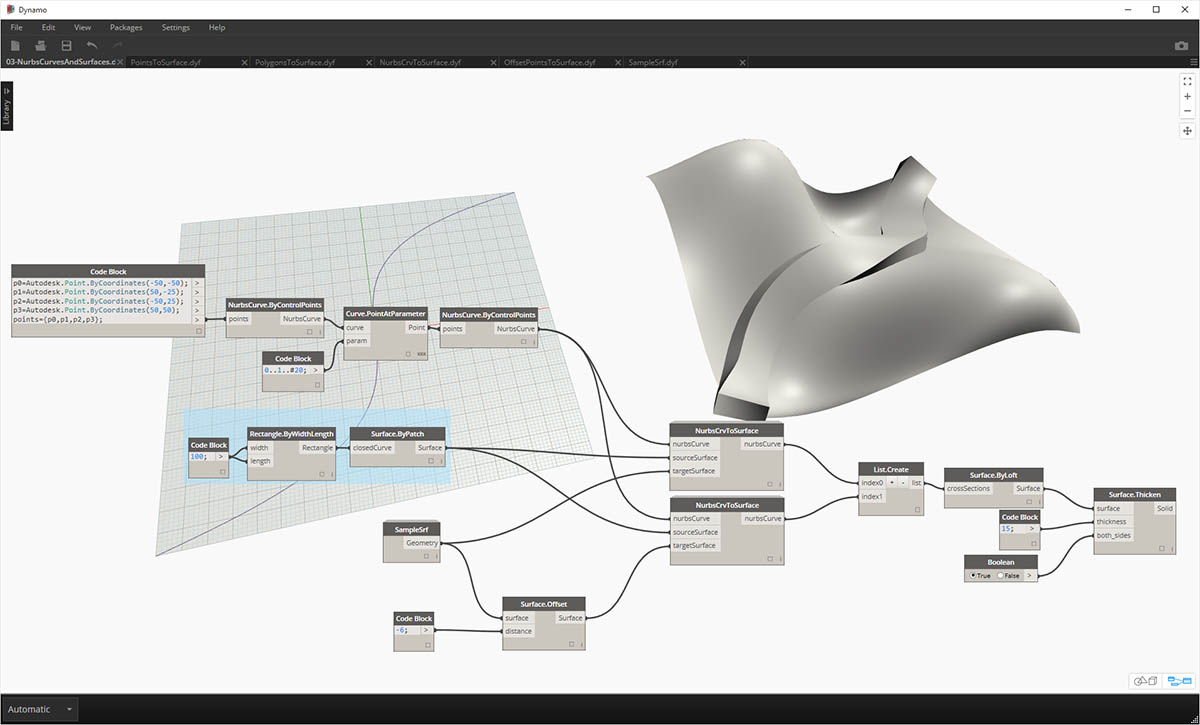 Dynamo
File Edit View Packages Settings Help
03-NurbsCurvesAndSurfaces.d PointsToSurface.dyf PolygonsToSurface.dyf NurbsCrvToSurface.dyf OffsetPointsToSurface.dyf SampleSrf.dyf
Library
Code Block
p0=Autodesk.Point.ByCoordinates(-50,-50); >
p1=Autodesk.Point.ByCoordinates(50,-25); >
p2=Autodesk.Point.ByCoordinates(-50,25); >
p3=Autodesk.Point.ByCoordinates(50,50); >
points={p0,p1,p2,p3}; >
NurbsCurve.ByControlPoints
points NurbsCurve
Code Block
0..1..#20; >
Curve.PointAtParameter
curve Point
param
xxx
NurbsCurve.ByControlPoints
points NurbsCurve
Code Block
100; >
Rectangle.ByWidthLength
width Rectangle
length
Surface.ByPatch
closedCurve Surface
NurbsCrvToSurface
nurbsCurve nurbsCurve
sourceSurface
targetSurface
NurbsCrvToSurface
nurbsCurve nurbsCurve
sourceSurface
targetSurface
SampleSrf
Geometry
Code Block
-6; >
Surface.Offset
surface Surface
distance
List.Create
index0 + - list
index1
Surface.ByLoft
crossSections Surface
Code Block
15; >
Boolean
True False >
Surface.Thicken
surface Solid
thickness
both_sides
Automatic